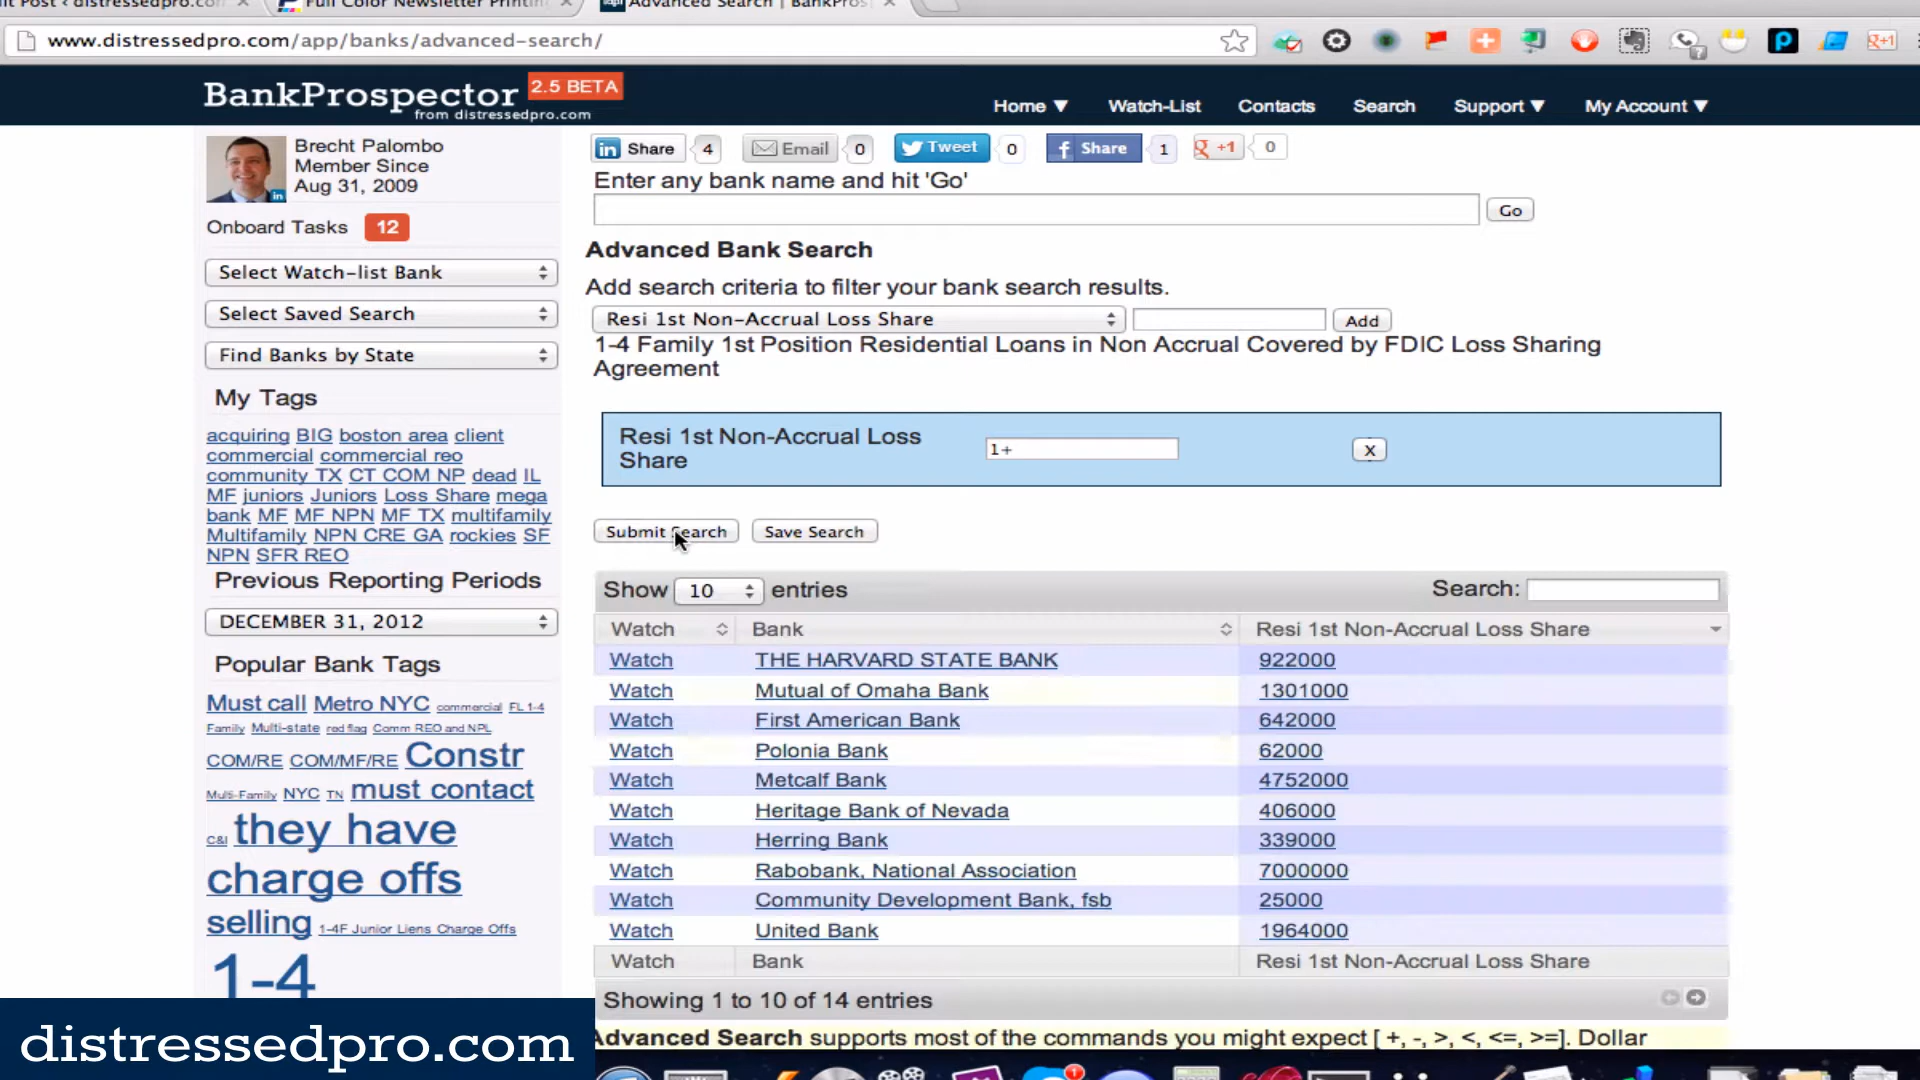 it Post ‹ distressedpro.co
Full Color Newsletter Printin
Advanced Search | BankPros
www.distressedpro.com/app/banks/advanced-search/
BankProspector 2.5 BETA
from distressedpro.com
Home ▼ Watch-List Contacts Search Support ▼ My Account ▼
Brecht Palombo
Member Since
Aug 31, 2009
Onboard Tasks 12
Select Watch-list Bank
Select Saved Search
Find Banks by State
My Tags
acquiring BIG boston area client
commercial commercial reo
community TX CT COM NP dead IL
MF juniors Juniors Loss Share mega
bank MF MF NPN MF TX multifamily
Multifamily NPN CRE GA rockies SF
NPN SFR REO
Previous Reporting Periods
DECEMBER 31, 2012
Popular Bank Tags
Must call Metro NYC commercial FL 1-4
Family Multi-state red flag Comm REO and NPL
COM/RE COM/MF/RE Constr
Multi-Family NYC TN must contact
C&I they have
charge offs
selling 1-4F Junior Liens Charge Offs
1-4
in Share 4 Email 0 Tweet 0 f Share 1 g +1 0
Enter any bank name and hit 'Go'
Go
Advanced Bank Search
Add search criteria to filter your bank search results.
Resi 1st Non-Accrual Loss Share Add
1-4 Family 1st Position Residential Loans in Non Accrual Covered by FDIC Loss Sharing
Agreement
Resi 1st Non-Accrual Loss
Share
1+ X
Submit Search Save Search
Show 10 entries Search:
Watch Bank Resi 1st Non-Accrual Loss Share
Watch THE HARVARD STATE BANK 922000
Watch Mutual of Omaha Bank 1301000
Watch First American Bank 642000
Watch Polonia Bank 62000
Watch Metcalf Bank 4752000
Watch Heritage Bank of Nevada 406000
Watch Herring Bank 339000
Watch Rabobank, National Association 7000000
Watch Community Development Bank, fsb 25000
Watch United Bank 1964000
Watch Bank Resi 1st Non-Accrual Loss Share
Showing 1 to 10 of 14 entries
Advanced Search supports most of the commands you might expect [ +, -, >, <, <=, >=]. Dollar
distressedpro.com